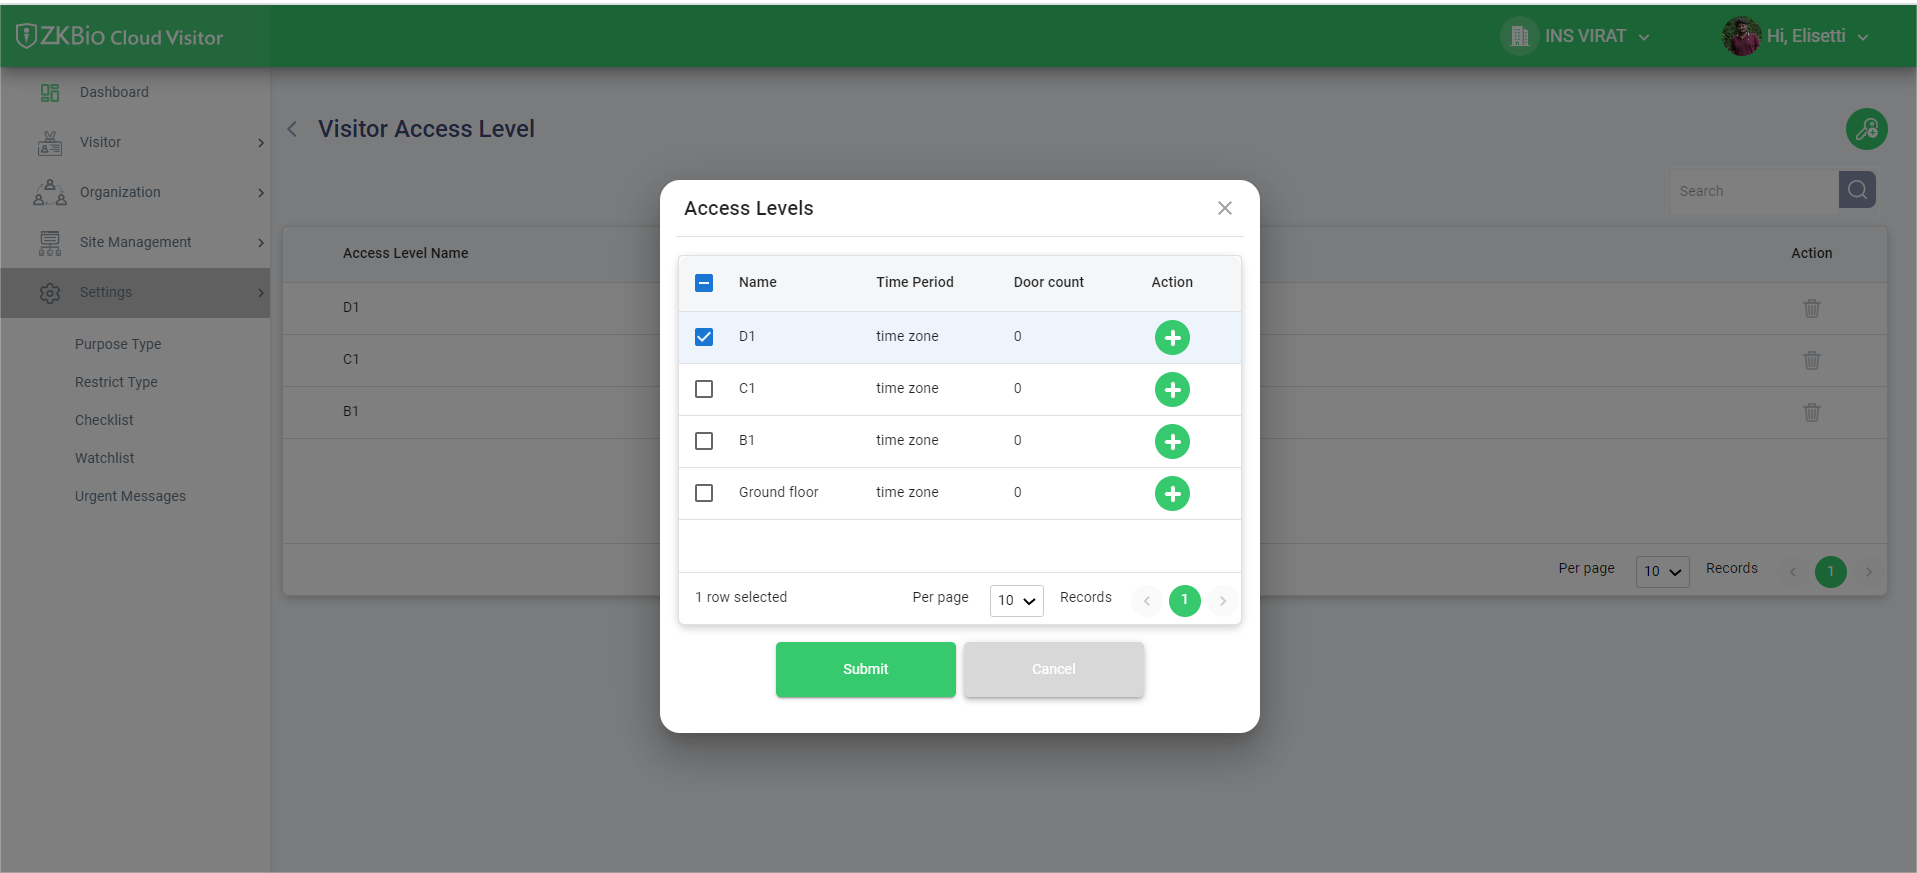 ZKBio Cloud Visitor
INS VIRAT
Hi, Elisetti
Dashboard
Visitor
Organization
Site Management
Settings
Purpose Type
Restrict Type
Checklist
Watchlist
Urgent Messages
Visitor Access Level
Search
Access Level Name
Action
D1
C1
B1
Per page
10
Records
1
Access Levels
Name Time Period Door count Action
D1 time zone 0
C1 time zone 0
B1 time zone 0
Ground floor time zone 0
1 row selected Per page 10 Records 1
Submit Cancel